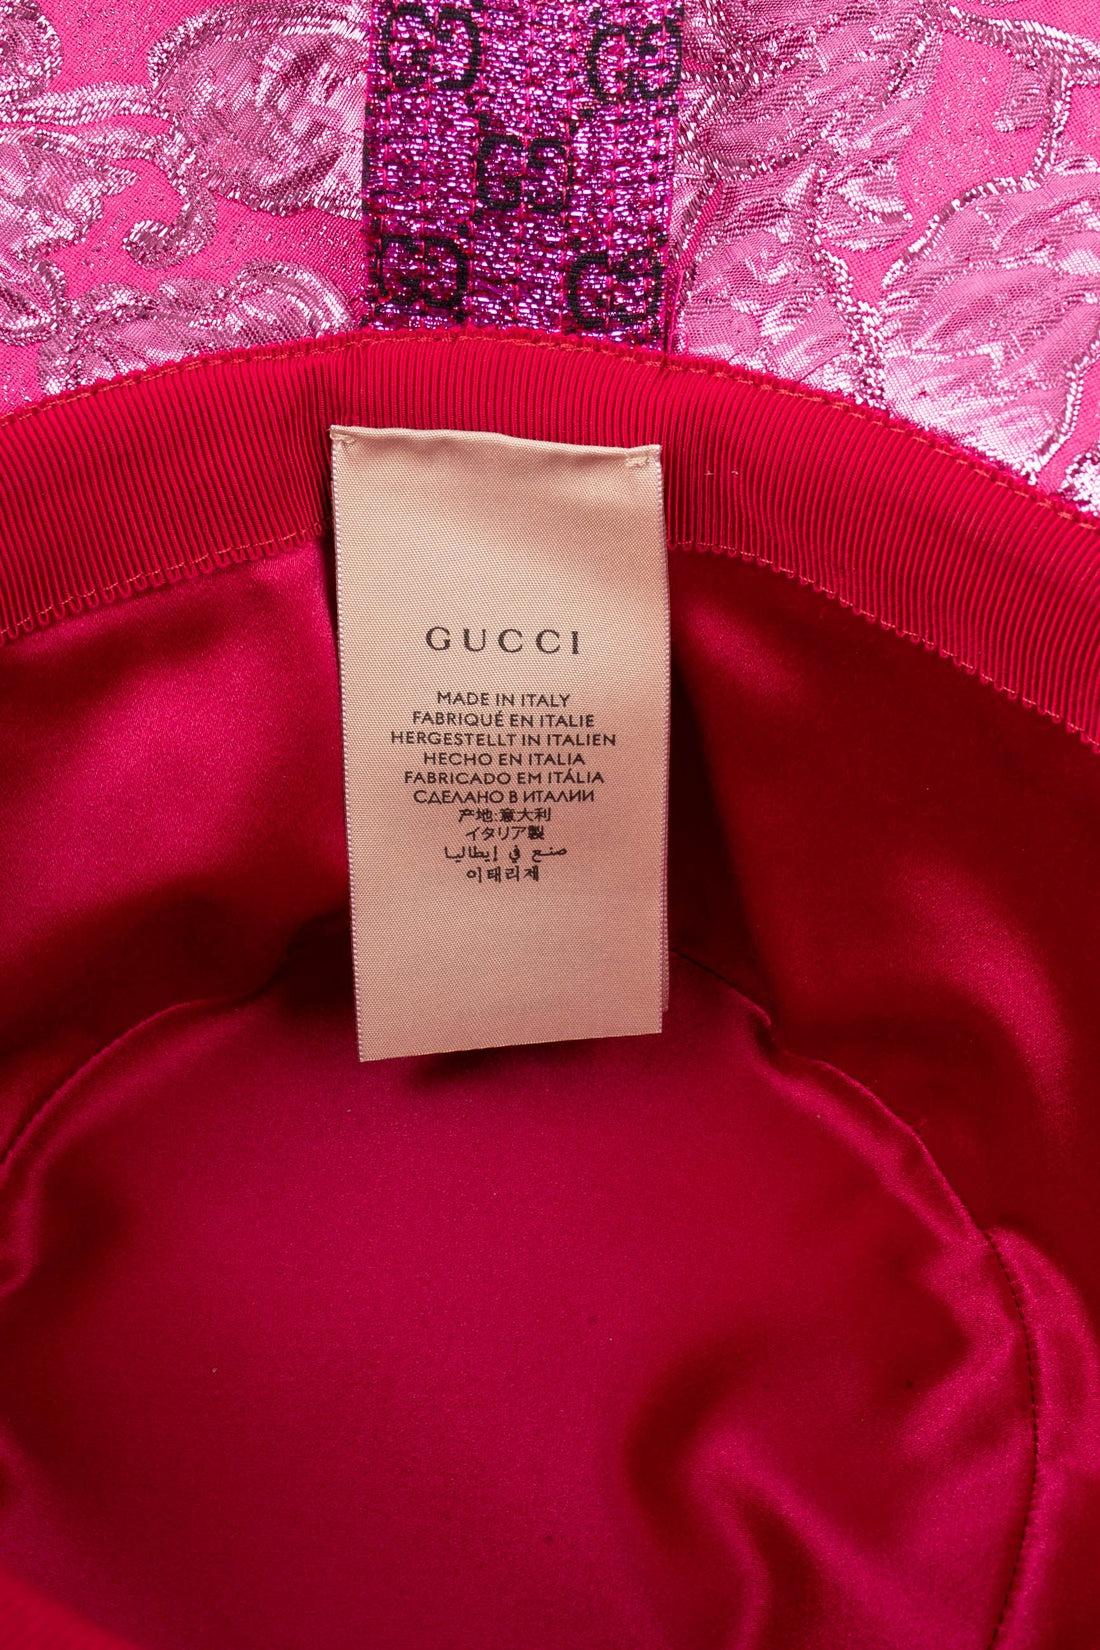 GUCCI
MADE IN ITALY
FABRIQUÉ EN ITALIE
HERGESTELLT IN ITALIEN
HECHO EN ITALIA
FABRICADO EM ITÁLIA
СДЕЛАНО В ИТАЛИИ
产地:意大利
イタリア製
صنع في إيطاليا
이태리제